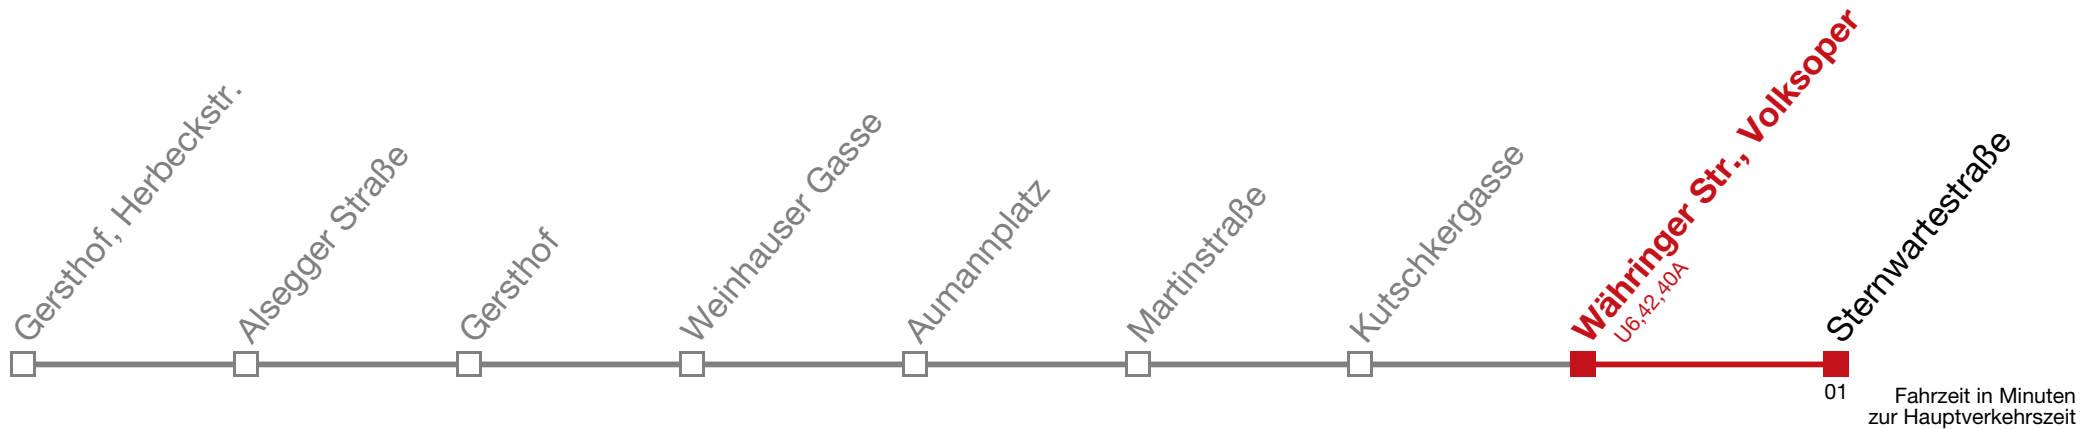 Gersthof, Herbeckstr.
Alsegger Straße
Gersthof
Weinhauser Gasse
Aumannplatz
Martinstraße
Kutschkergasse
Währinger Str., Volksoper
U6,42,40A
Sternwartestraße
01
Fahrzeit in Minuten
zur Hauptverkehrszeit